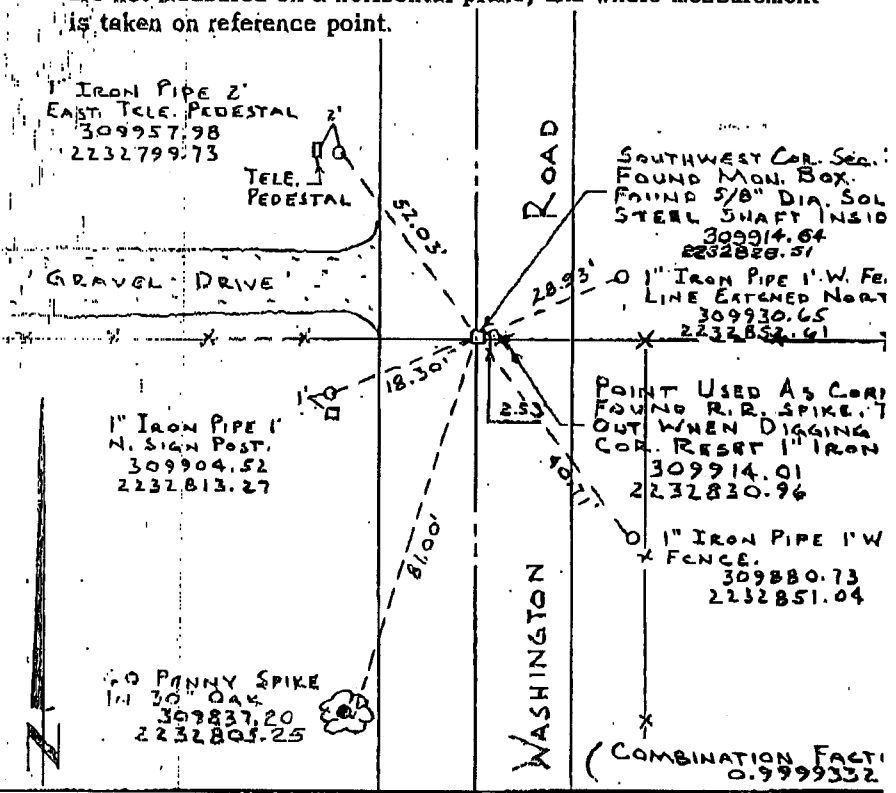 is taken on reference point.
1" IRON PIPE 2'
EAST, TELE. PEDESTAL
309957.98
2232799.73
2'
TELE.
PEDESTAL
52.03'
ROAD
SOUTHWEST COR. SEC.
FOUND MON. BOX.
FOUND 5/8" DIA. SOL
STEEL SHAFT INSID
309914.64
2232828.51
GRAVEL DRIVE
28.93'
1" IRON PIPE 1' W. FE.
LINE EXTENED NORT
309930.65
2232852.61
18.30'
1'
1" IRON PIPE 1'
N. SIGN POST.
309904.52
2232813.27
2.53
POINT USED AS COR
FOUND R.R. SPIKE. T
OUT WHEN DIGGING
COR. RESET 1" IRON
309914.01
2232830.96
40.71'
81.00'
1" IRON PIPE 1' W
FENCE.
309880.73
2232851.04
WASHINGTON
60 PENNY SPIKE
IN 30" OAK
309837.20
2232805.25
N
(COMBINATION FACT
0.9999332